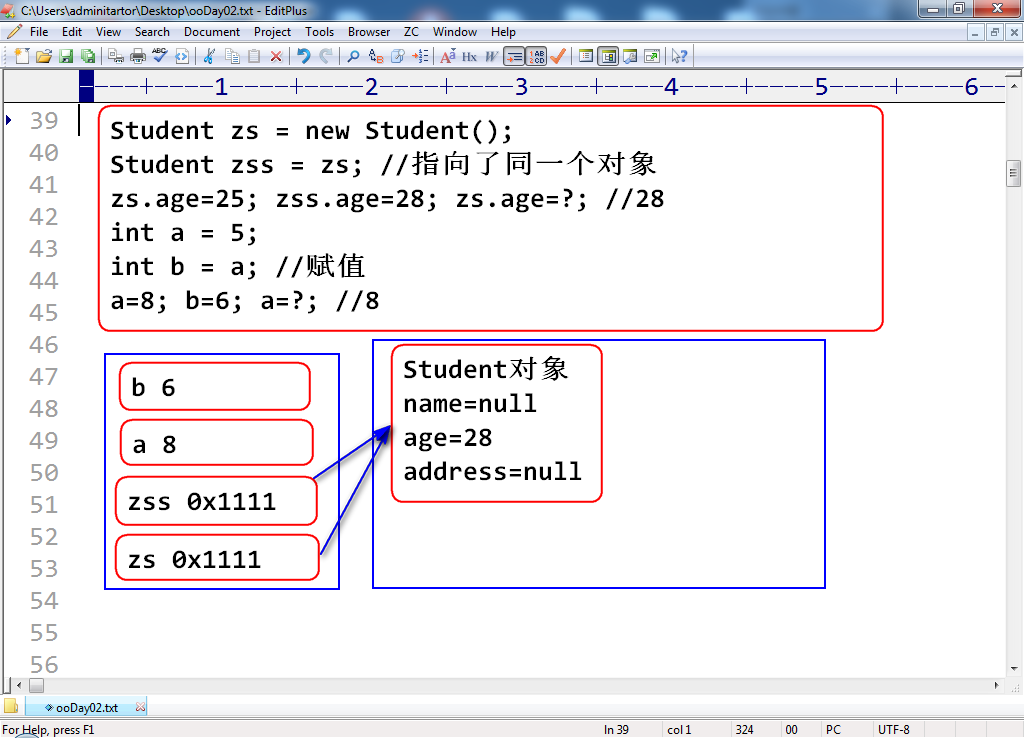 C:\Users\adminitartor\Desktop\ooDay02.txt - EditPlus
File Edit View Search Document Project Tools Browser ZC Window Help
----+----1----+----2----+----3----+----4----+----5----+----6--
39
40
41
42
43
44
45
46
47
48
49
50
51
52
53
54
55
56
Student zs = new Student();
Student zss = zs; //指向了同一个对象
zs.age=25; zss.age=28; zs.age=?; //28
int a = 5;
int b = a; //赋值
a=8; b=6; a=?; //8
b 6
a 8
zss 0x1111
zs 0x1111
Student对象
name=null
age=28
address=null
ooDay02.txt
For Help, press F1 ln 39 col 1 324 00 PC UTF-8